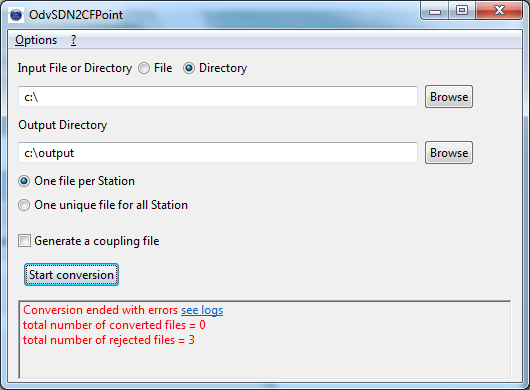 OdvSDN2CFPoint
Options ?
Input File or Directory File Directory
c:\
Browse
Output Directory
c:\output
Browse
One file per Station
One unique file for all Station
Generate a coupling file
Start conversion
Conversion ended with errors see logs
total number of converted files = 0
total number of rejected files = 3